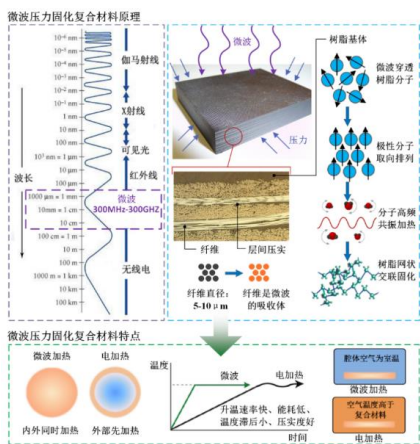 微波压力固化复合材料原理
10⁻⁶ nm
10⁻⁵ nm
10⁻⁴ nm
10⁻³ nm
10⁻² nm
10⁻¹ nm
1 nm
10 nm
100 nm
10³ nm = 1 μm
10 μm
100 μm
1000 μm = 1 mm
10mm = 1 cm
10 cm
100 cm = 1 m
10 m
100 m
1000 m = 1 km
10 km
100 km
波长
伽马射线
X射线
可见光
红外线
微波
300MHz-300GHZ
无线电
微波
压力
树脂基体
纤维
层间压实
纤维直径:
5-10μm
纤维是微波
的吸收体
微波穿透
树脂分子
极性分子
取向排列
分子高频
共振加热
树脂网状
交联固化
微波压力固化复合材料特点
微波加热
电加热
内外同时加热
外部先加热
温度
微波
电加热
升温速率快、能耗低、
温度滞后小、压实度好
时间
腔体空气为室温
微波加热
空气温度高于
复合材料
电加热